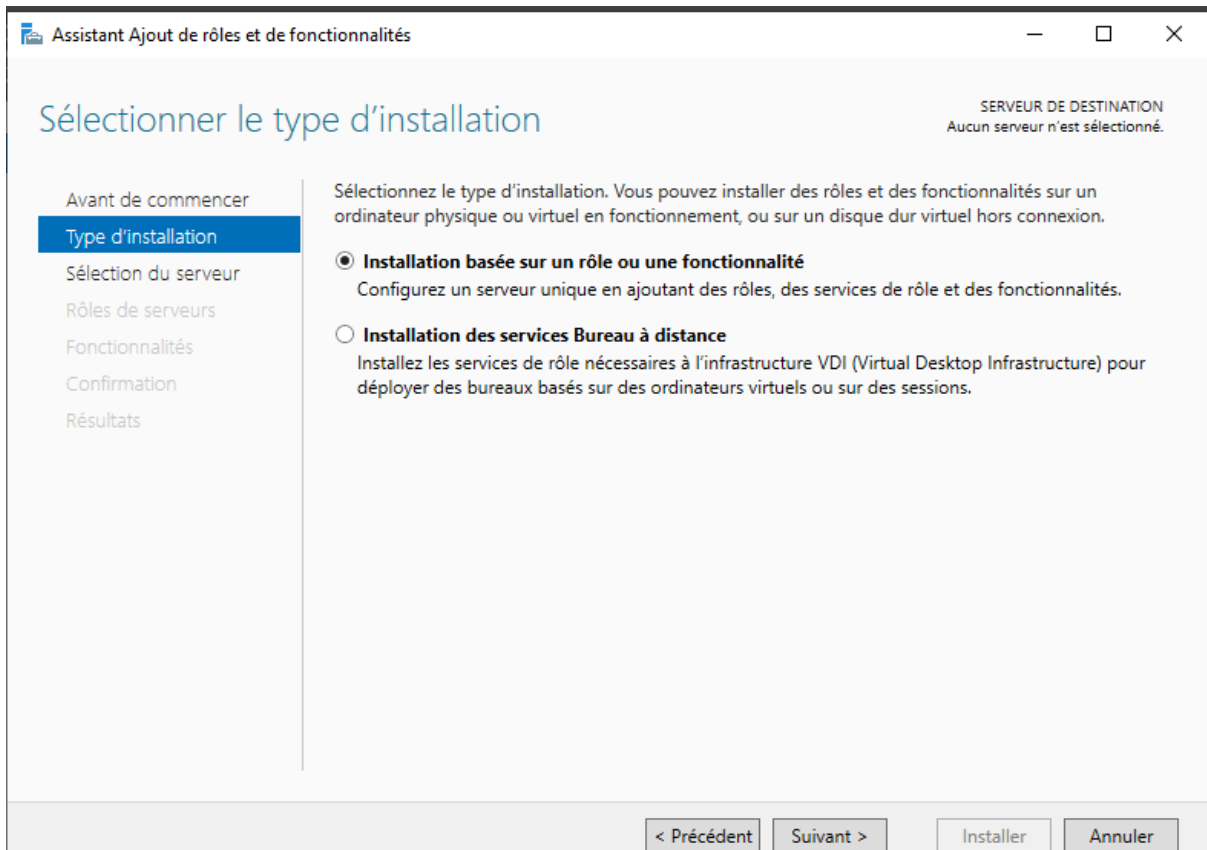 Assistant Ajout de rôles et de fonctionnalités
Sélectionner le type d’installation
SERVEUR DE DESTINATION
Aucun serveur n’est sélectionné.
Avant de commencer
Type d’installation
Sélection du serveur
Rôles de serveurs
Fonctionnalités
Confirmation
Résultats
Sélectionnez le type d’installation. Vous pouvez installer des rôles et des fonctionnalités sur un
ordinateur physique ou virtuel en fonctionnement, ou sur un disque dur virtuel hors connexion.
Installation basée sur un rôle ou une fonctionnalité
Configurez un serveur unique en ajoutant des rôles, des services de rôle et des fonctionnalités.
Installation des services Bureau à distance
Installez les services de rôle nécessaires à l’infrastructure VDI (Virtual Desktop Infrastructure) pour
déployer des bureaux basés sur des ordinateurs virtuels ou sur des sessions.
< Précédent
Suivant >
Installer
Annuler